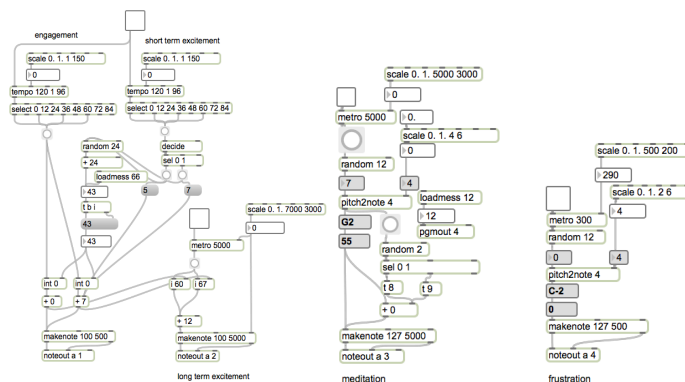 engagement
short term excitement
scale 0. 1. 1 150
0
tempo 120 1 96
select 0 12 24 36 48 60 72 84
scale 0. 1. 1 150
0
tempo 120 1 96
select 0 12 24 36 48 60 72 84
random 24
+ 24
loadmess 66
43
t b i
43
43
decide
sel 0 1
5
7
int 0
int 0
+ 0
+ 7
makenote 100 500
noteout a 1
scale 0. 1. 7000 3000
0
metro 5000
i 60
i 67
+ 12
makenote 100 5000
noteout a 2
long term excitement
scale 0. 1. 5000 3000
0
metro 5000
0.
scale 0. 1. 4 6
random 12
7
4
pitch2note 4
loadmess 12
G2
12
55
pgmout 4
random 2
sel 0 1
t 8
t 9
+ 0
makenote 127 5000
noteout a 3
meditation
scale 0. 1. 500 200
290
scale 0. 1. 2 6
metro 300
4
random 12
0
4
pitch2note 4
C-2
0
makenote 127 500
noteout a 4
frustration